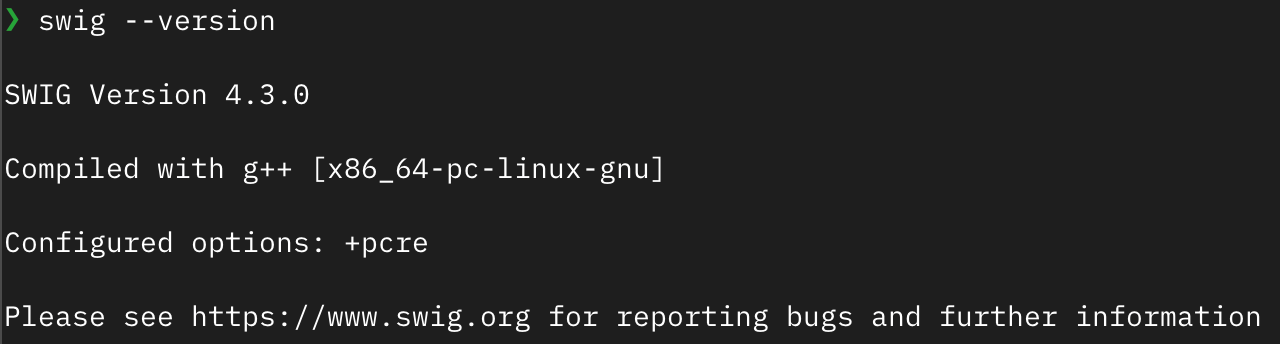 ❯ swig --version
SWIG Version 4.3.0
Compiled with g++ [x86_64-pc-linux-gnu]
Configured options: +pcre
Please see https://www.swig.org for reporting bugs and further information